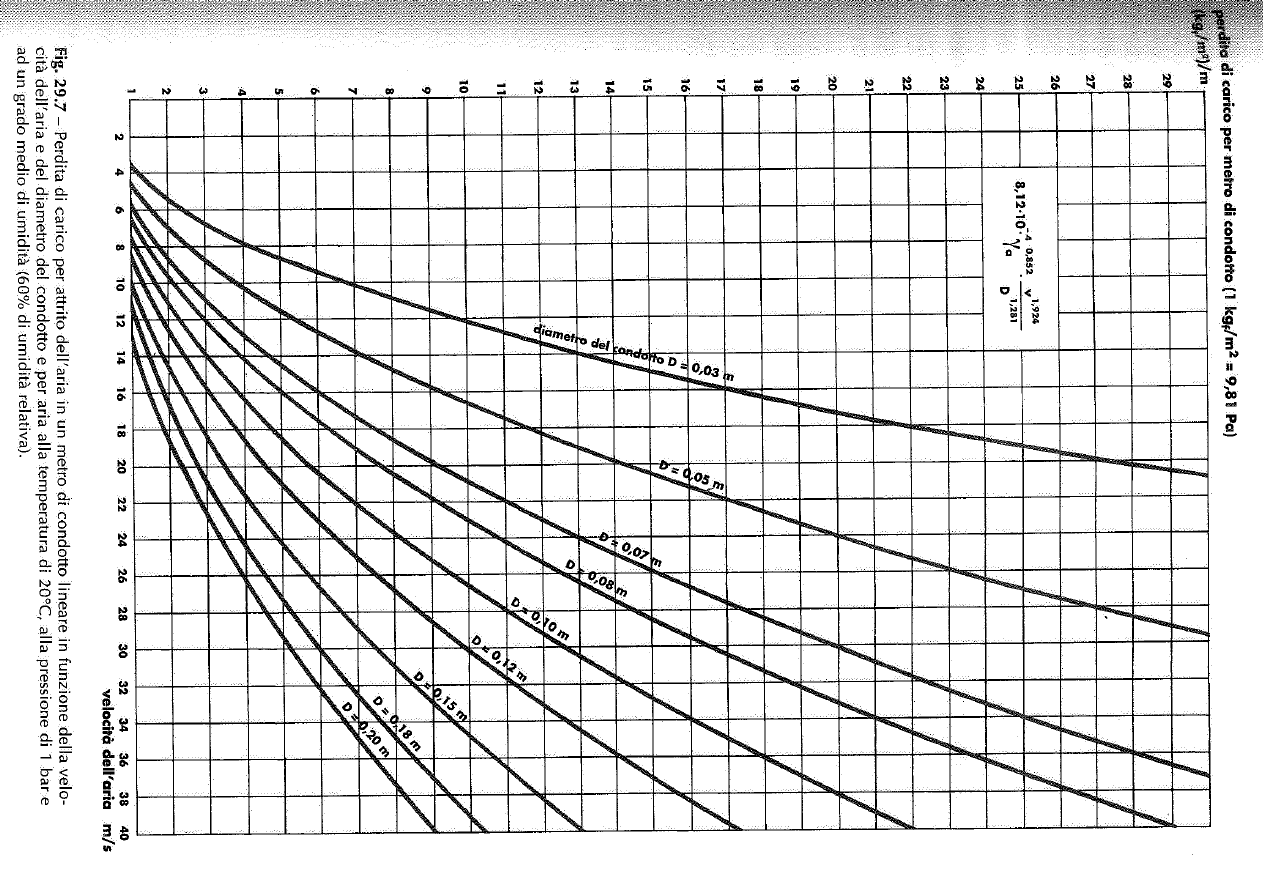 perdita di carico per metro di condotto (1 kgf/m² = 9,81 Pa)
(kgf/m²)/m
29
28
27
26
25
24
23
22
21
20
19
18
17
16
15
14
13
12
11
10
9
8
7
6
5
4
3
2
1
8,12·10⁻⁴ γa^0,852 · v^1,924 / D^1,281
diametro del condotto D = 0,03 m
D = 0,05 m
D = 0,07 m
D = 0,08 m
D = 0,10 m
D = 0,12 m
D = 0,15 m
D = 0,18 m
D = 0,20 m
2 4 6 8 10 12 14 16 18 20 22 24 26 28 30 32 34 36 38 40
velocità dell'aria m/s
Fig. 29.7 – Perdita di carico per attrito dell'aria in un metro di condotto lineare in funzione della velo-
cità dell'aria e del diametro del condotto e per aria alla temperatura di 20°C, alla pressione di 1 bar e
ad un grado medio di umidità (60% di umidità relativa).